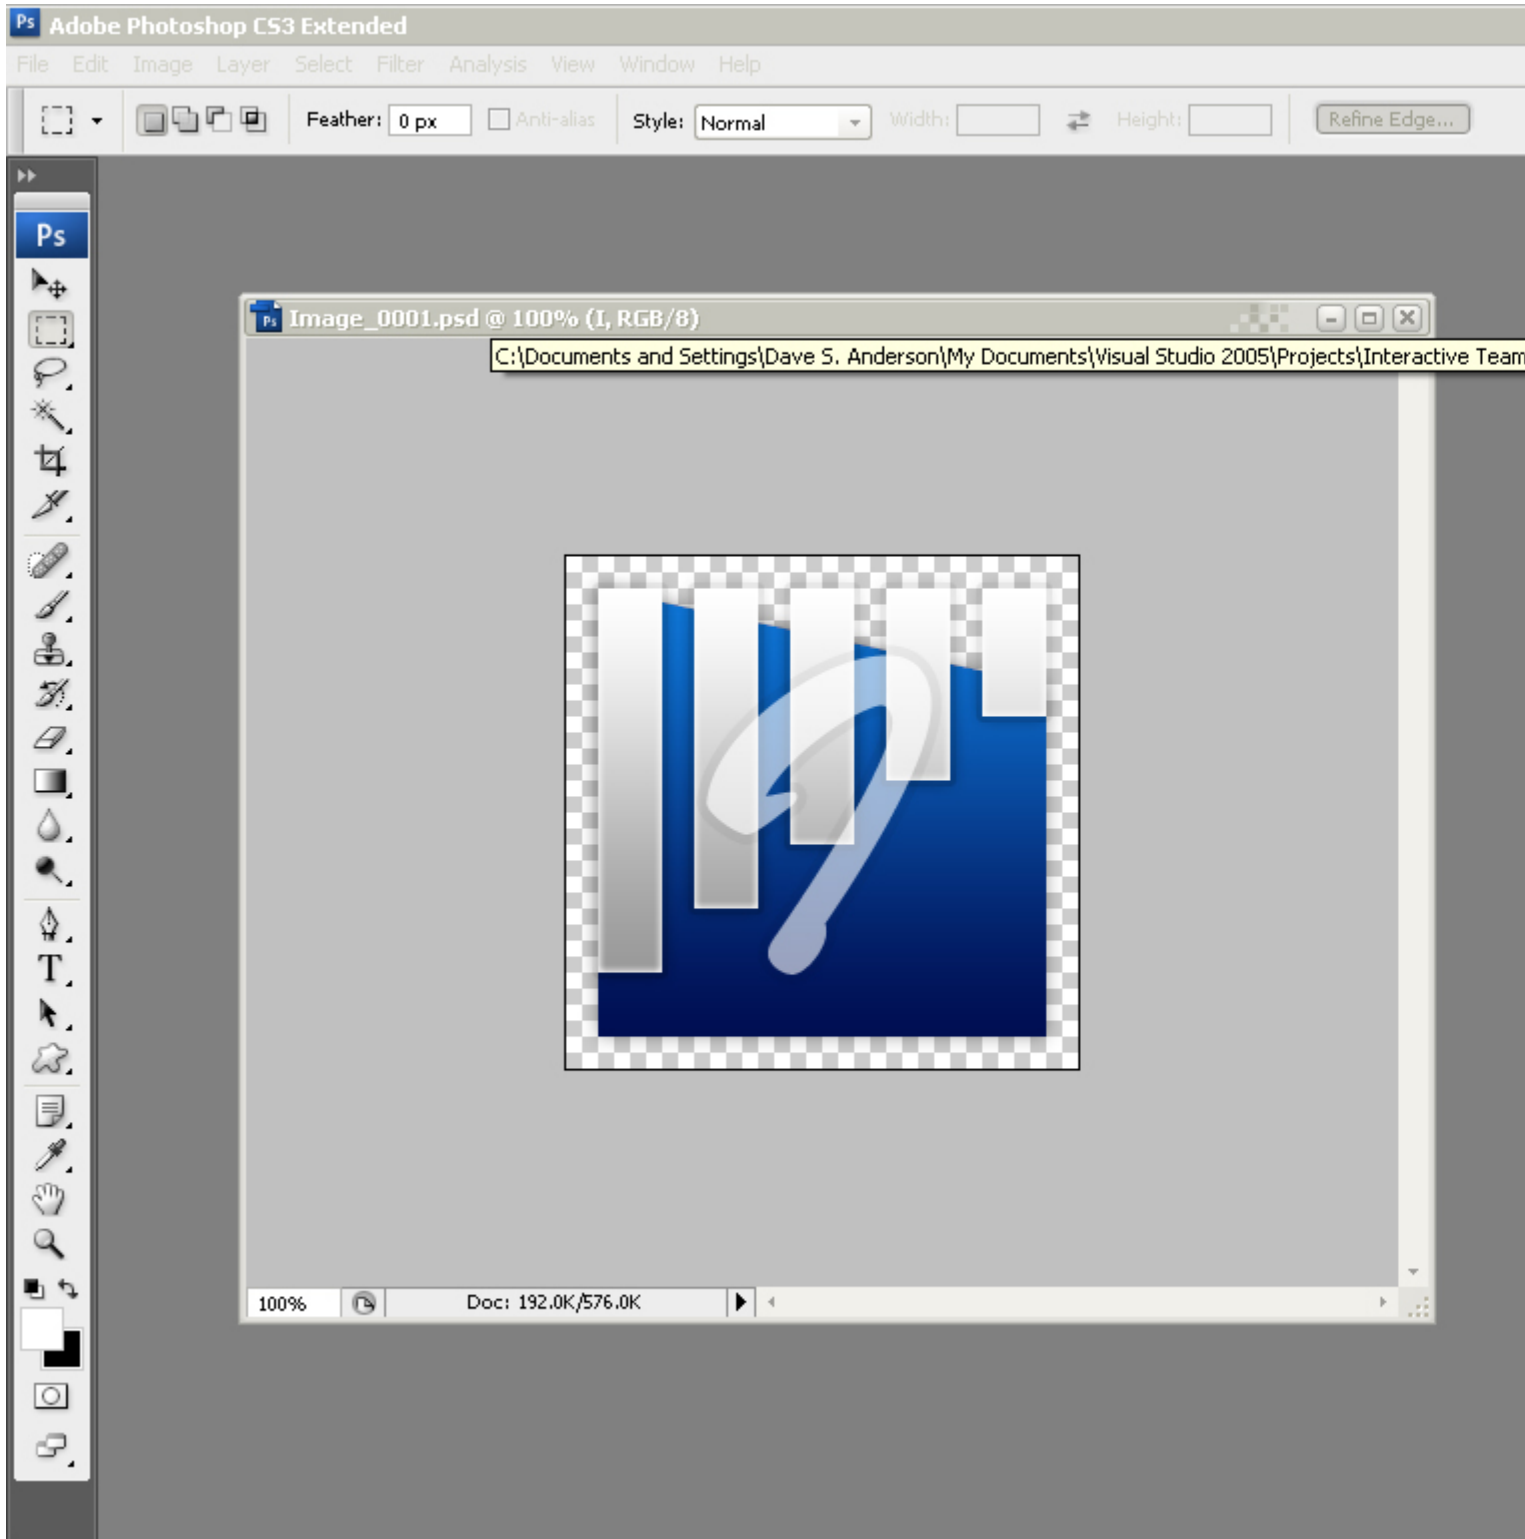 Ps Adobe Photoshop CS3 Extended
File Edit Image Layer Select Filter Analysis View Window Help
Feather: 0 px Anti-alias Style: Normal Width: Height: Refine Edge...
Ps
Ps Image_0001.psd @ 100% (I, RGB/8)
C:\Documents and Settings\Dave S. Anderson\My Documents\Visual Studio 2005\Projects\Interactive Team
T
100% Doc: 192.0K/576.0K